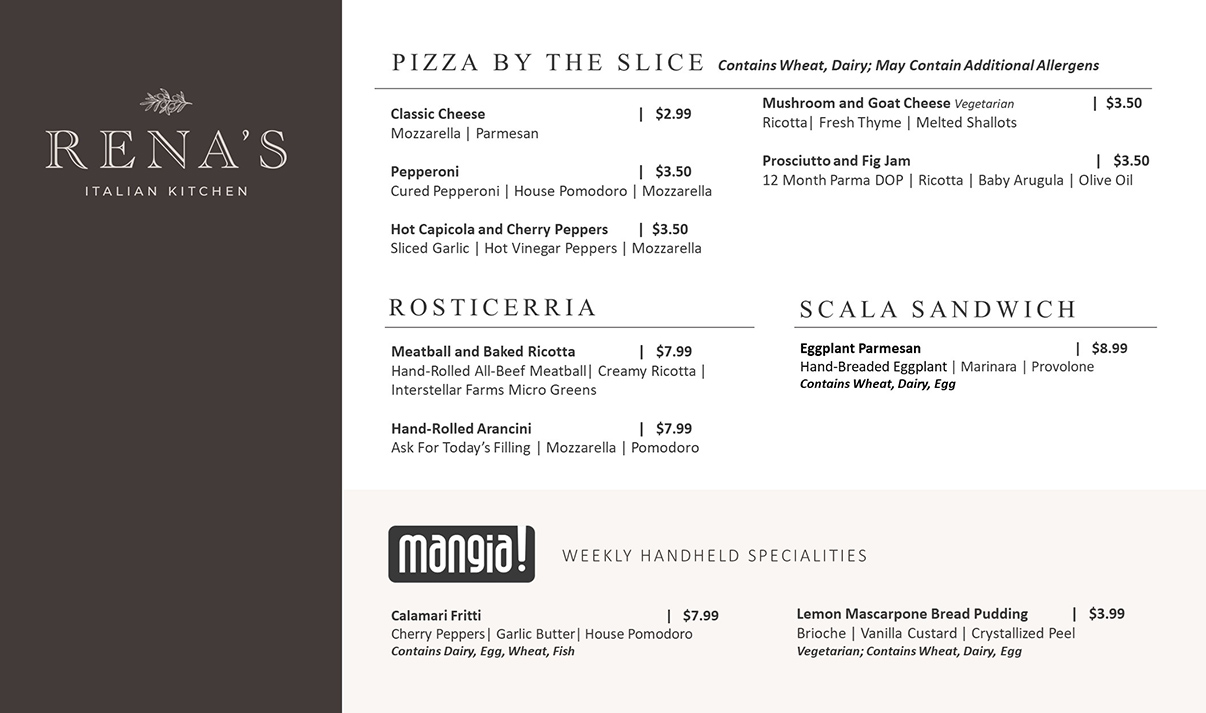 RENA'S
ITALIAN KITCHEN
PIZZA BY THE SLICE Contains Wheat, Dairy; May Contain Additional Allergens
Classic Cheese | $2.99
Mozzarella | Parmesan
Pepperoni | $3.50
Cured Pepperoni | House Pomodoro | Mozzarella
Hot Capicola and Cherry Peppers | $3.50
Sliced Garlic | Hot Vinegar Peppers | Mozzarella
Mushroom and Goat Cheese Vegetarian | $3.50
Ricotta| Fresh Thyme | Melted Shallots
Prosciutto and Fig Jam | $3.50
12 Month Parma DOP | Ricotta | Baby Arugula | Olive Oil
ROSTICERRIA
Meatball and Baked Ricotta | $7.99
Hand-Rolled All-Beef Meatball| Creamy Ricotta |
Interstellar Farms Micro Greens
Hand-Rolled Arancini | $7.99
Ask For Today's Filling | Mozzarella | Pomodoro
SCALA SANDWICH
Eggplant Parmesan | $8.99
Hand-Breaded Eggplant | Marinara | Provolone
Contains Wheat, Dairy, Egg
mangia!
WEEKLY HANDHELD SPECIALITIES
Calamari Fritti | $7.99
Cherry Peppers| Garlic Butter| House Pomodoro
Contains Dairy, Egg, Wheat, Fish
Lemon Mascarpone Bread Pudding | $3.99
Brioche | Vanilla Custard | Crystallized Peel
Vegetarian; Contains Wheat, Dairy, Egg